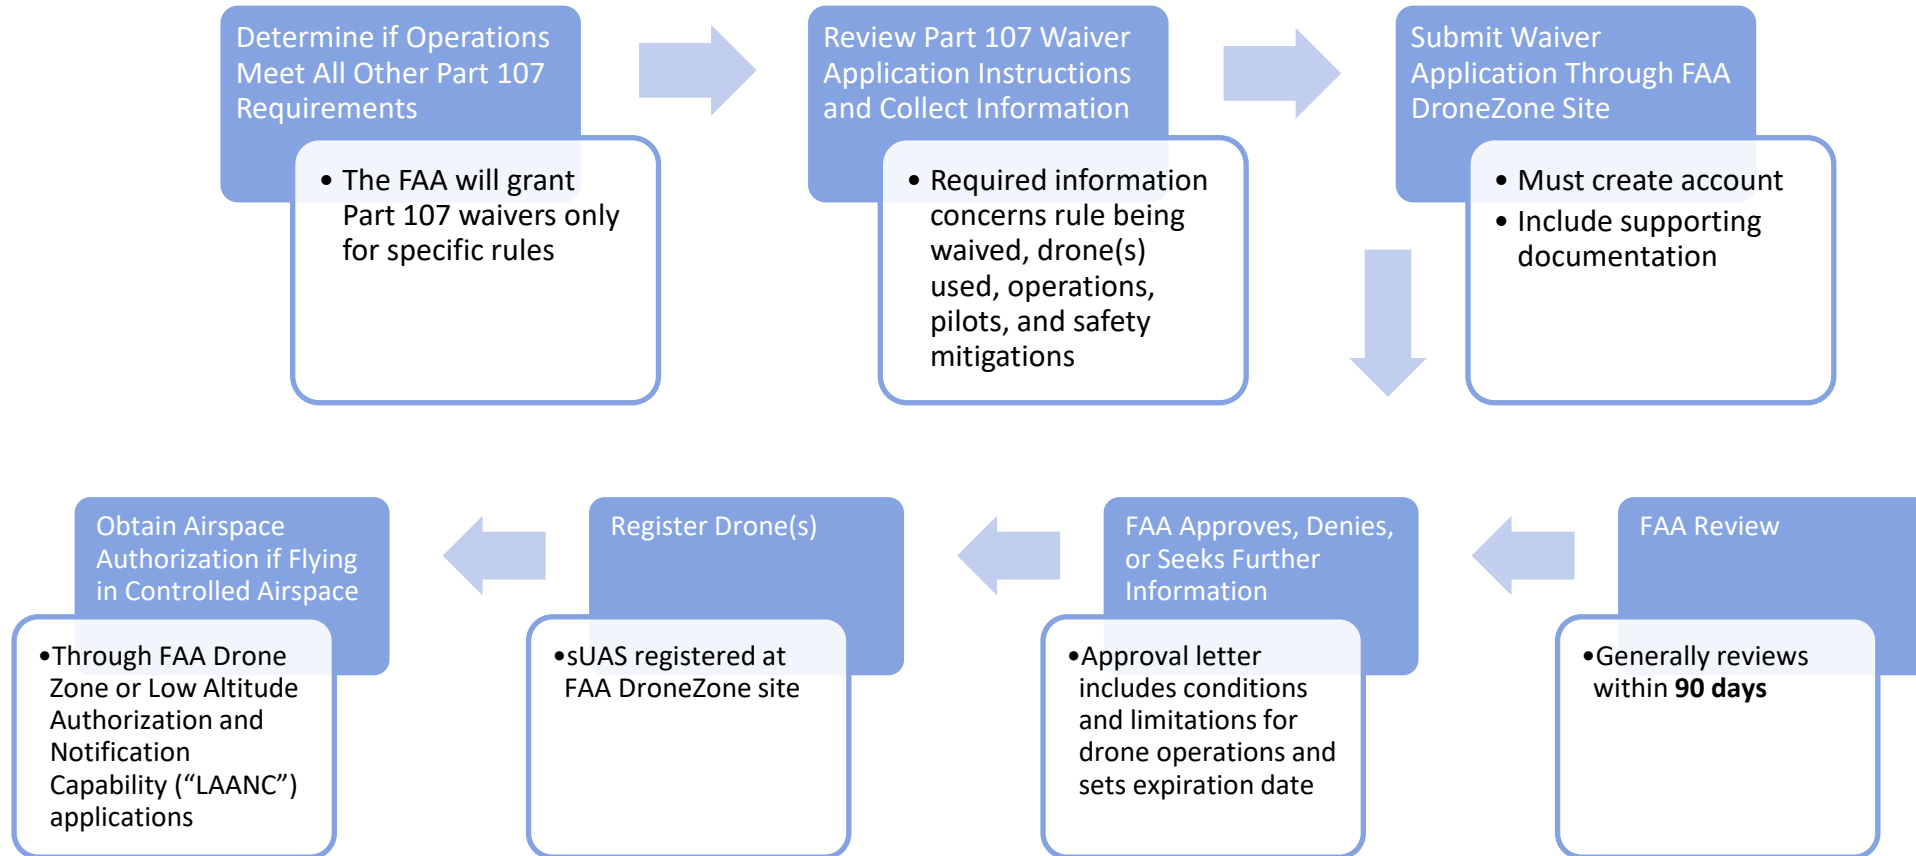 Determine if Operations
Meet All Other Part 107
Requirements
• The FAA will grant
Part 107 waivers only
for specific rules
Review Part 107 Waiver
Application Instructions
and Collect Information
• Required information
concerns rule being
waived, drone(s)
used, operations,
pilots, and safety
mitigations
Submit Waiver
Application Through FAA
DroneZone Site
• Must create account
• Include supporting
documentation
FAA Review
•Generally reviews
within 90 days
FAA Approves, Denies,
or Seeks Further
Information
•Approval letter
includes conditions
and limitations for
drone operations and
sets expiration date
Register Drone(s)
•sUAS registered at
FAA DroneZone site
Obtain Airspace
Authorization if Flying
in Controlled Airspace
•Through FAA Drone
Zone or Low Altitude
Authorization and
Notification
Capability (“LAANC”)
applications